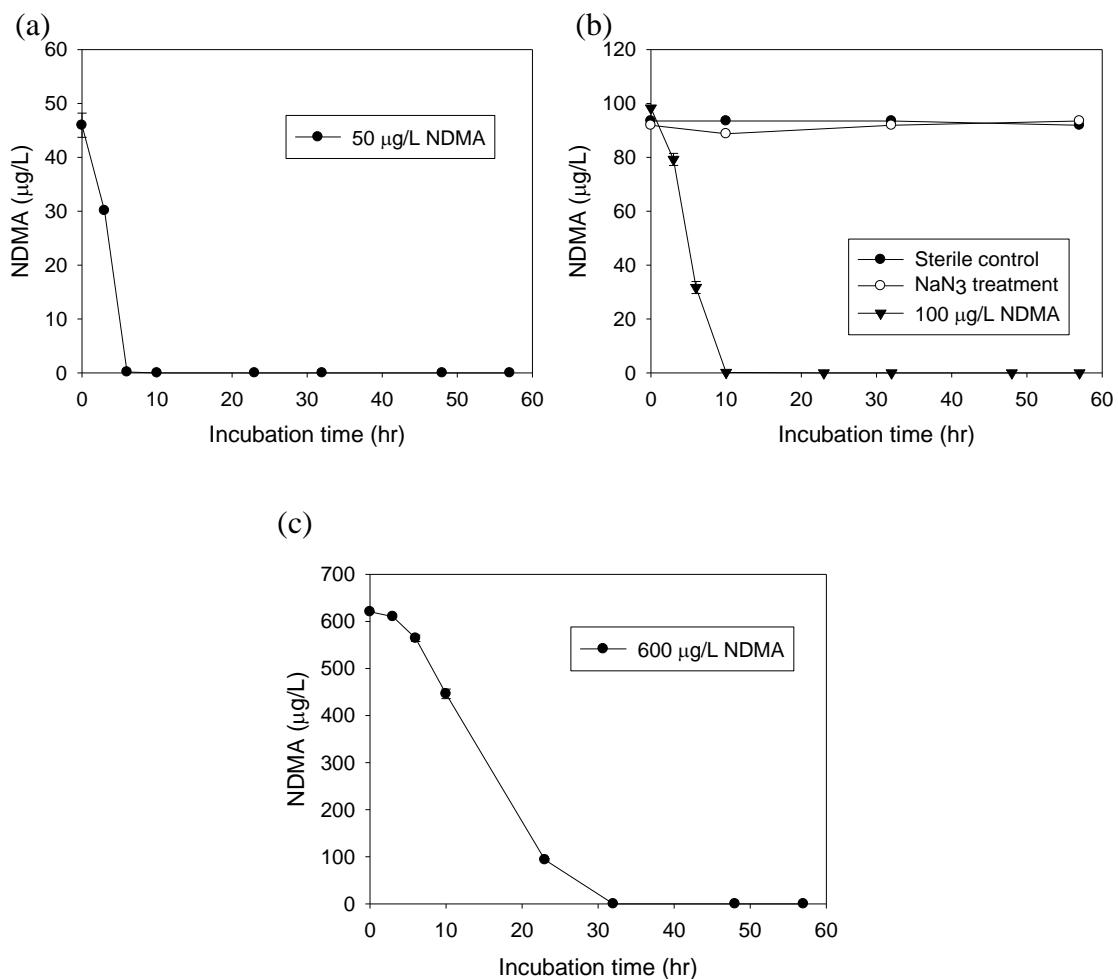 (a)
60
50
40
30
20
10
0
NDMA (μg/L)
50 μg/L NDMA
0 10 20 30 40 50 60
Incubation time (hr)
(b)
120
100
80
60
40
20
0
NDMA (μg/L)
Sterile control
NaN3 treatment
100 μg/L NDMA
0 10 20 30 40 50 60
Incubation time (hr)
(c)
700
600
500
400
300
200
100
0
NDMA (μg/L)
600 μg/L NDMA
0 10 20 30 40 50 60
Incubation time (hr)